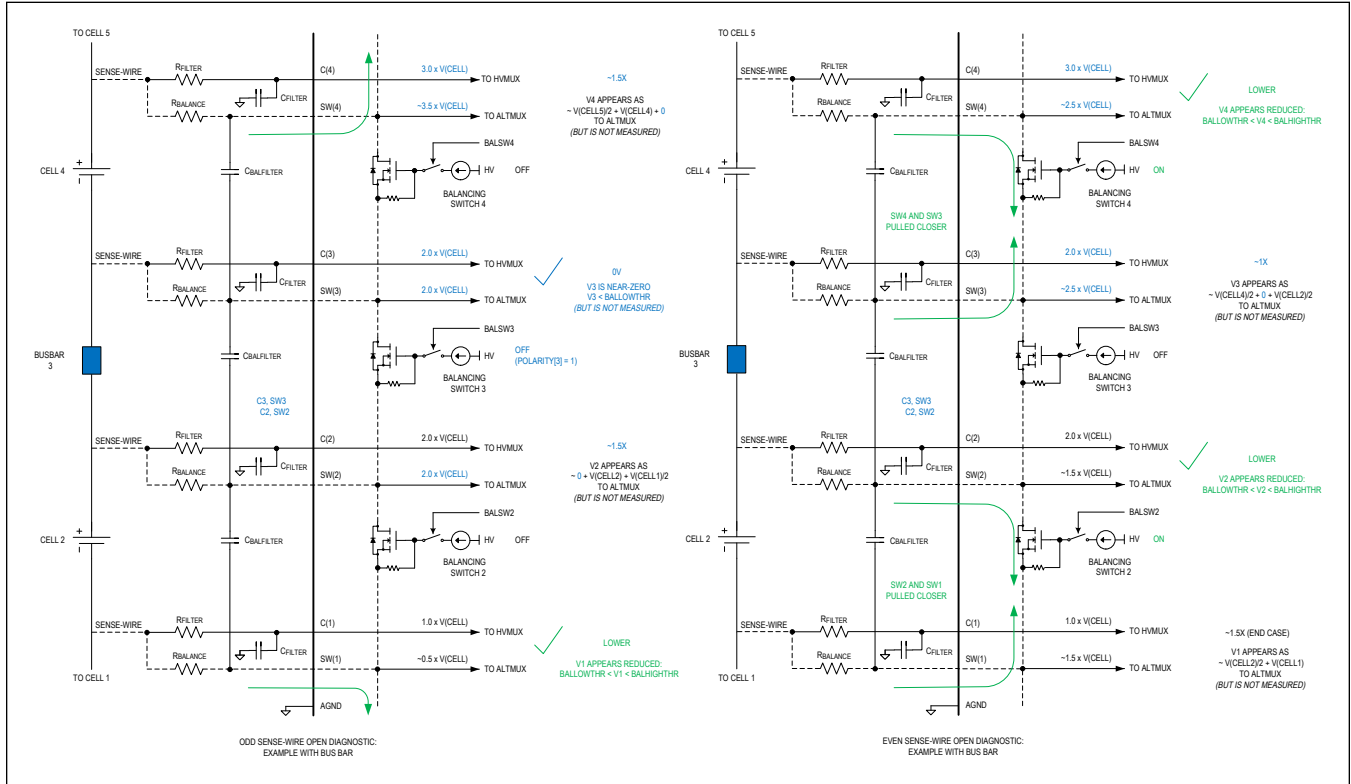 TO CELL 5
SENSE-WIRE
RFILTER
CFILTER
C(4)
3.0 x V(CELL)
TO HVMUX
~1.5X
RBALANCE
SW(4)
~3.5 x V(CELL)
TO ALTMUX
V4 APPEARS AS
~ V(CELL5)/2 + V(CELL4) + 0
TO ALTMUX
(BUT IS NOT MEASURED)
CELL 4
+
–
CBALFILTER
BALSW4
HV
OFF
BALANCING
SWITCH 4
SENSE-WIRE
RFILTER
CFILTER
C(3)
2.0 x V(CELL)
TO HVMUX
0V
RBALANCE
SW(3)
2.0 x V(CELL)
TO ALTMUX
V3 IS NEAR-ZERO
V3 < BALLOWTHR
(BUT IS NOT MEASURED)
BUSBAR
3
CBALFILTER
BALSW3
HV
OFF
(POLARITY[3] = 1)
BALANCING
SWITCH 3
C3, SW3
C2, SW2
SENSE-WIRE
RFILTER
CFILTER
C(2)
2.0 x V(CELL)
TO HVMUX
~1.5X
RBALANCE
SW(2)
2.0 x V(CELL)
TO ALTMUX
V2 APPEARS AS
~ 0 + V(CELL2) + V(CELL1)/2
TO ALTMUX
(BUT IS NOT MEASURED)
CELL 2
+
–
CBALFILTER
BALSW2
HV
OFF
BALANCING
SWITCH 2
SENSE-WIRE
RFILTER
CFILTER
C(1)
1.0 x V(CELL)
TO HVMUX
LOWER
RBALANCE
SW(1)
~0.5 x V(CELL)
TO ALTMUX
V1 APPEARS REDUCED:
BALLOWTHR < V1 < BALHIGHTHR
TO CELL 1
AGND
ODD SENSE-WIRE OPEN DIAGNOSTIC:
EXAMPLE WITH BUS BAR
TO CELL 5
SENSE-WIRE
RFILTER
CFILTER
C(4)
3.0 x V(CELL)
TO HVMUX
LOWER
RBALANCE
SW(4)
~2.5 x V(CELL)
TO ALTMUX
V4 APPEARS REDUCED:
BALLOWTHR < V4 < BALHIGHTHR
CELL 4
+
–
CBALFILTER
BALSW4
HV
ON
BALANCING
SWITCH 4
SW4 AND SW3
PULLED CLOSER
SENSE-WIRE
RFILTER
CFILTER
C(3)
2.0 x V(CELL)
TO HVMUX
~1X
RBALANCE
SW(3)
~2.5 x V(CELL)
TO ALTMUX
V3 APPEARS AS
~ V(CELL4)/2 + 0 + V(CELL2)/2
TO ALTMUX
(BUT IS NOT MEASURED)
BUSBAR
3
CBALFILTER
BALSW3
HV
OFF
BALANCING
SWITCH 3
C3, SW3
C2, SW2
SENSE-WIRE
RFILTER
CFILTER
C(2)
2.0 x V(CELL)
TO HVMUX
LOWER
RBALANCE
SW(2)
~1.5 x V(CELL)
TO ALTMUX
V2 APPEARS REDUCED:
BALLOWTHR < V2 < BALHIGHTHR
CELL 2
+
–
CBALFILTER
BALSW2
HV
ON
BALANCING
SWITCH 2
SW2 AND SW1
PULLED CLOSER
SENSE-WIRE
RFILTER
CFILTER
C(1)
1.0 x V(CELL)
TO HVMUX
~1.5X (END CASE)
RBALANCE
SW(1)
~1.5 x V(CELL)
TO ALTMUX
V1 APPEARS AS
~ V(CELL2)/2 + V(CELL1)
TO ALTMUX
(BUT IS NOT MEASURED)
TO CELL 1
AGND
EVEN SENSE-WIRE OPEN DIAGNOSTIC:
EXAMPLE WITH BUS BAR